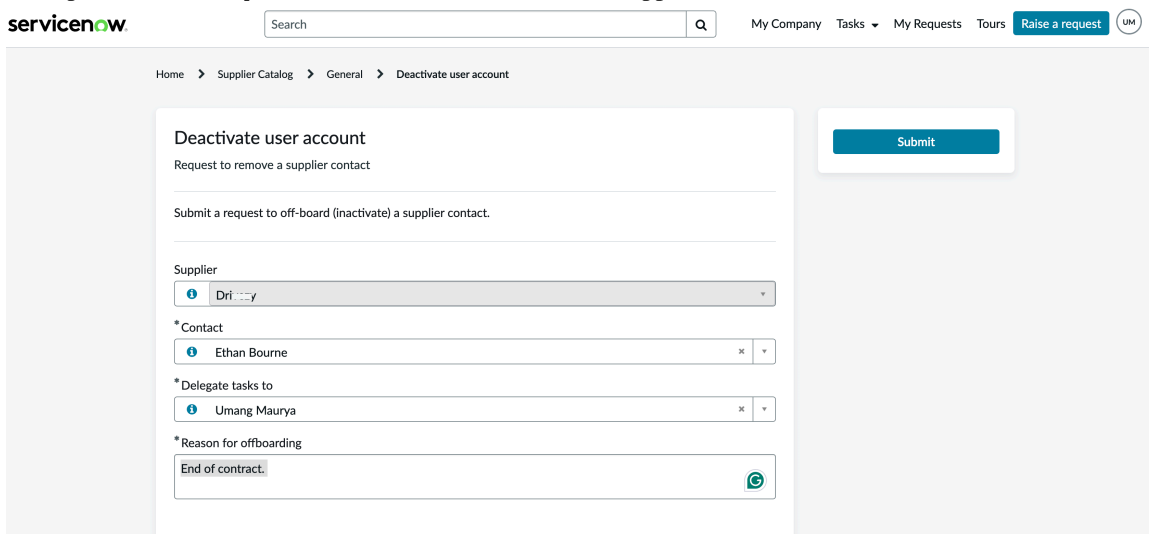 servicenow
Search
My Company Tasks My Requests Tours Raise a request UM
Home > Supplier Catalog > General > Deactivate user account
Deactivate user account
Request to remove a supplier contact
Submit
Submit a request to off-board (inactivate) a supplier contact.
Supplier
*Contact
Ethan Bourne
*Delegate tasks to
Umang Maurya
*Reason for offboarding
End of contract.